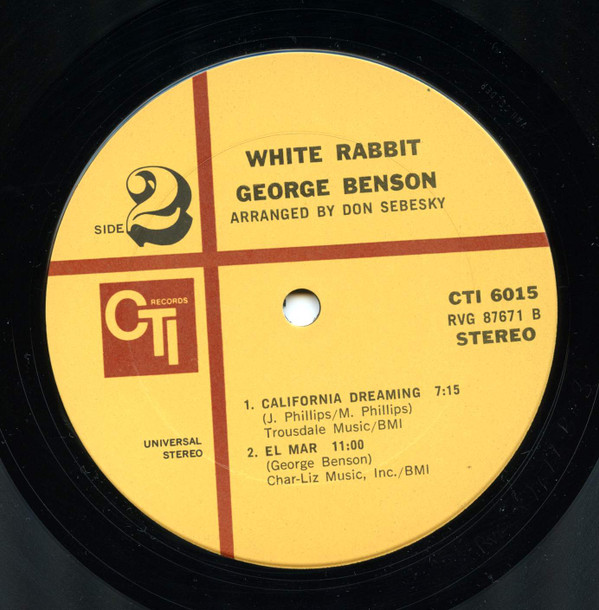 WHITE RABBIT
GEORGE BENSON
ARRANGED BY DON SEBESKY
SIDE 2
CTI RECORDS
CTI 6015
RVG 87671 B
STEREO
1. CALIFORNIA DREAMING 7:15
(J. Phillips/M. Phillips)
Trousdale Music/BMI
2. EL MAR 11:00
(George Benson)
Char-Liz Music, Inc./BMI
UNIVERSAL
STEREO